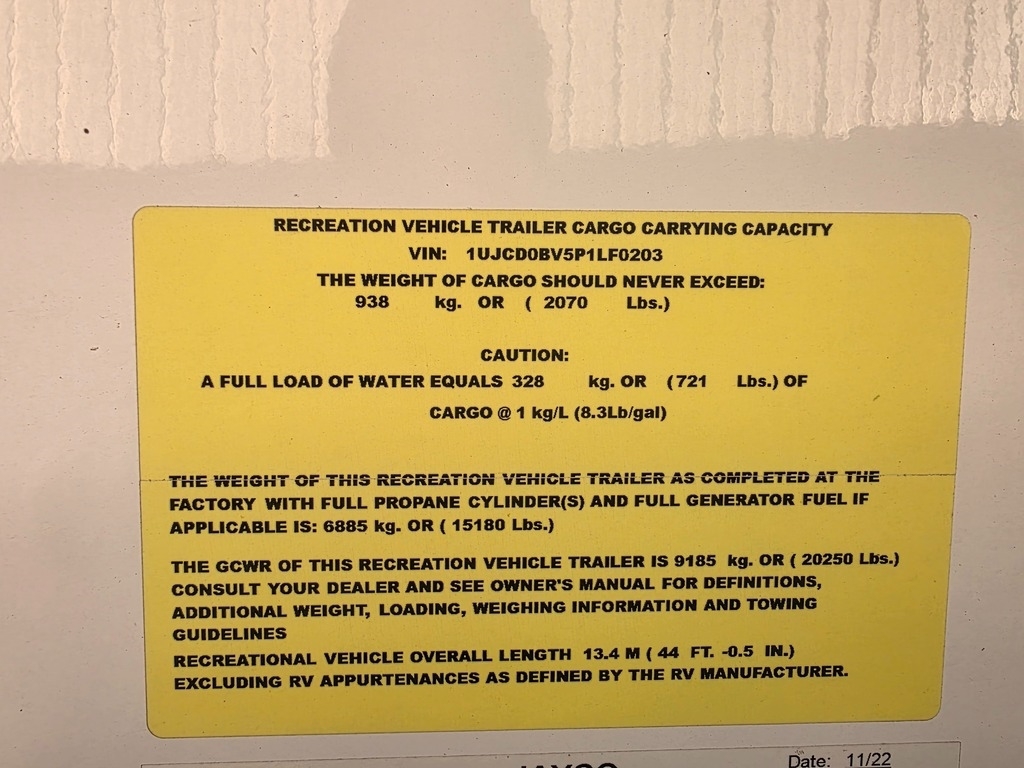 RECREATION VEHICLE TRAILER CARGO CARRYING CAPACITY
VIN: 1UJCD0BV5P1LF0203
THE WEIGHT OF CARGO SHOULD NEVER EXCEED:
938 kg. OR ( 2070 Lbs.)
CAUTION:
A FULL LOAD OF WATER EQUALS 328 kg. OR (721 Lbs.) OF
CARGO @ 1 kg/L (8.3Lb/gal)
THE WEIGHT OF THIS RECREATION VEHICLE TRAILER AS COMPLETED AT THE
FACTORY WITH FULL PROPANE CYLINDER(S) AND FULL GENERATOR FUEL IF
APPLICABLE IS: 6885 kg. OR ( 15180 Lbs.)
THE GCWR OF THIS RECREATION VEHICLE TRAILER IS 9185 kg. OR ( 20250 Lbs.)
CONSULT YOUR DEALER AND SEE OWNER'S MANUAL FOR DEFINITIONS,
ADDITIONAL WEIGHT, LOADING, WEIGHING INFORMATION AND TOWING
GUIDELINES
RECREATIONAL VEHICLE OVERALL LENGTH 13.4 M ( 44 FT. -0.5 IN.)
EXCLUDING RV APPURTENANCES AS DEFINED BY THE RV MANUFACTURER.
Date: 11/22